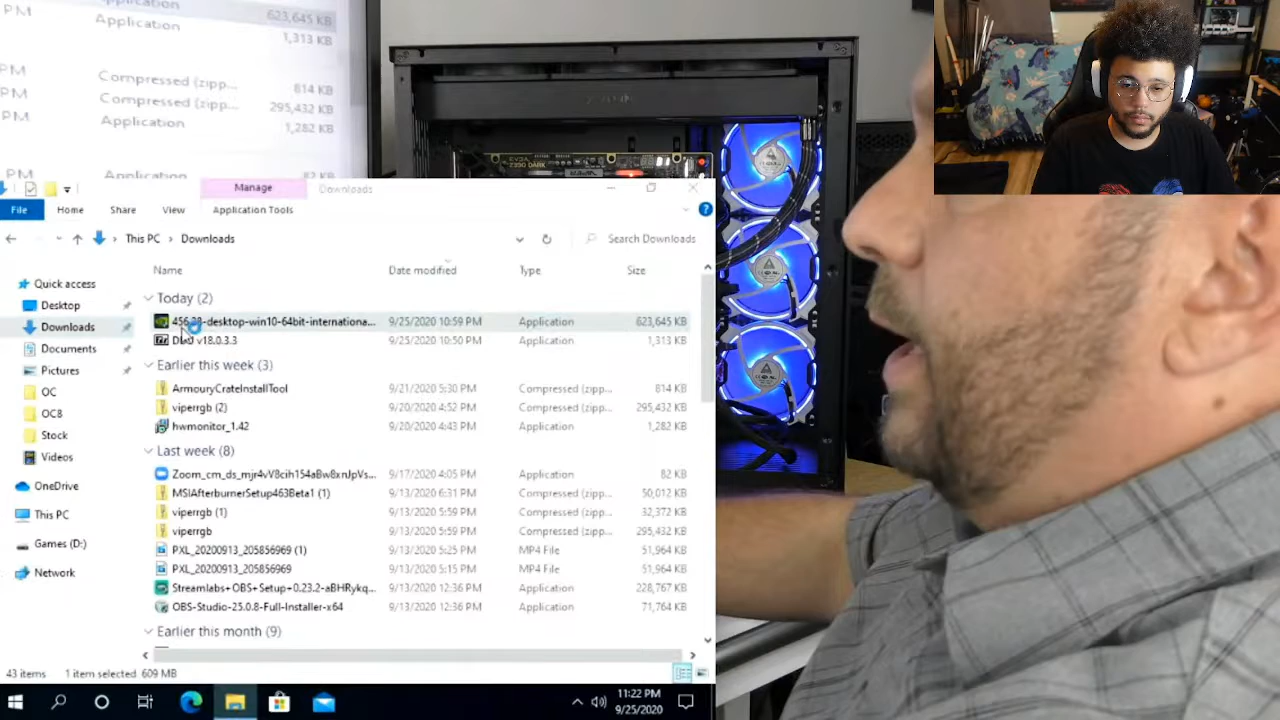 PM Application 623,645 KB
Application 1,313 KB
PM Compressed (zipp... 814 KB
PM Compressed (zipp... 295,432 KB
PM Application 1,282 KB
82 KB
Manage Downloads
File Home Share View Application Tools
This PC Downloads Search Downloads
Name Date modified Type Size
Quick access
Desktop
Downloads
Documents
Pictures
OC
OC8
Stock
Videos
OneDrive
This PC
Games (D:)
Network
Today (2)
-desktop-win10-64bit-internationa... 9/25/2020 10:59 PM Application 623,645 KB
v18.0.3.3 9/25/2020 10:50 PM Application 1,313 KB
Earlier this week (3)
ArmouryCrateInstallTool 9/21/2020 5:30 PM Compressed (zipp... 814 KB
viperrgb (2) 9/20/2020 4:52 PM Compressed (zipp... 295,432 KB
hwmonitor_1.42 9/20/2020 4:43 PM Application 1,282 KB
Last week (8)
9/17/2020 4:05 PM Application 82 KB
MSIAfterburnerSetup463Beta1 (1) 9/13/2020 6:31 PM Compressed (zipp... 50,012 KB
viperrgb (1) 9/13/2020 5:59 PM Compressed (zipp... 32,372 KB
viperrgb 9/13/2020 5:59 PM Compressed (zipp... 295,432 KB
PXL_20200913_205856969 (1) 9/13/2020 5:25 PM MP4 File 51,964 KB
PXL_20200913_205856969 9/13/2020 5:15 PM MP4 File 51,964 KB
Streamlabs+OBS+Setup+0.23.2-aBHRykq... 9/13/2020 12:36 PM Application 228,767 KB
OBS-Studio-25.0.8-Full-Installer-x64 9/13/2020 12:36 PM Application 71,764 KB
Earlier this month (9)
43 items 1 item selected 609 MB
11:22 PM
9/25/2020
EVGA
Z390 DARK